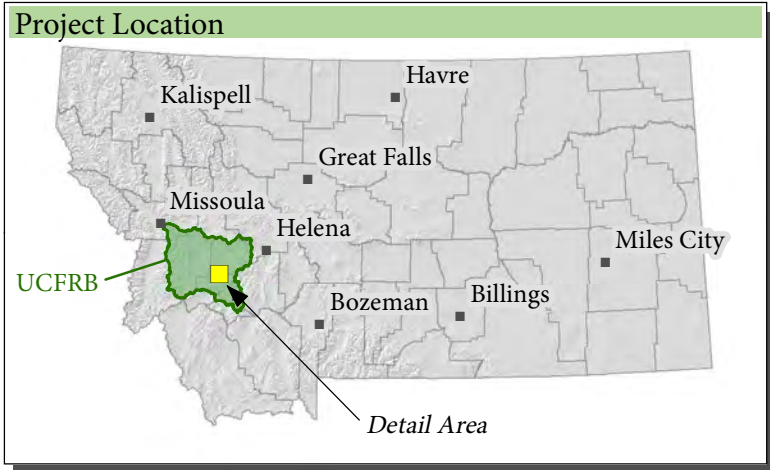 Project Location
Havre
Kalispell
Great Falls
Missoula
Helena
Miles City
UCFRB
Bozeman
Billings
Detail Area